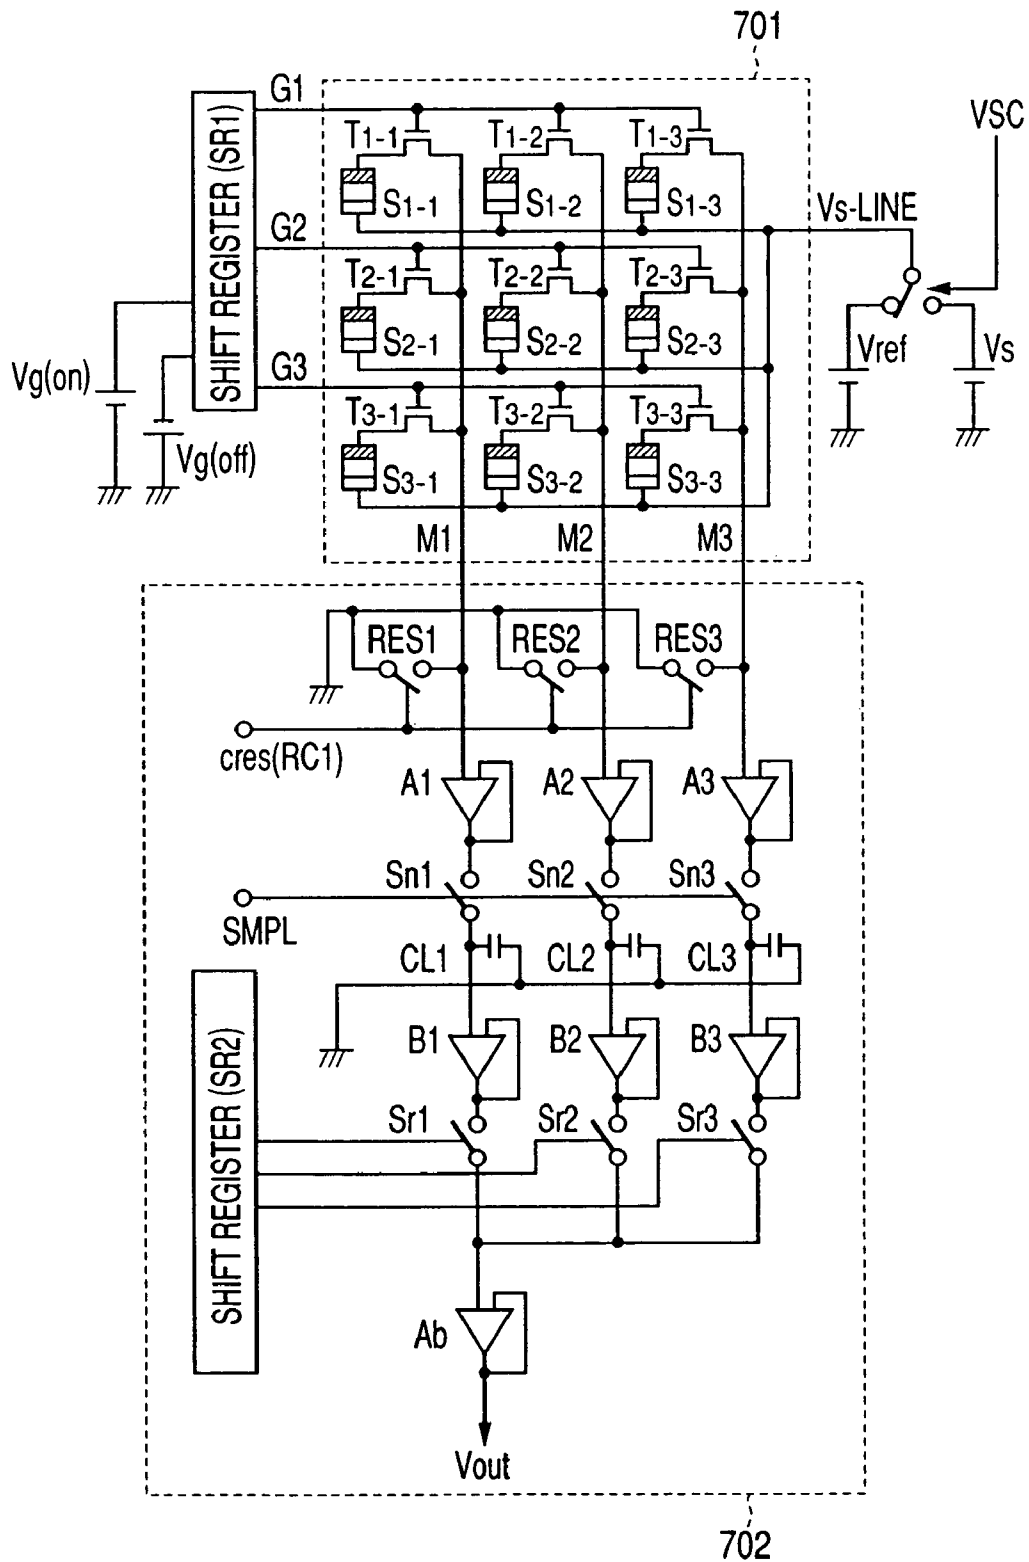 701
G1
SHIFT REGISTER (SR1)
T1-1
T1-2
T1-3
VSC
S1-1
S1-2
S1-3
Vs-LINE
G2
T2-1
T2-2
T2-3
S2-1
S2-2
S2-3
Vref
Vs
Vg(on)
G3
T3-1
T3-2
T3-3
Vg(off)
S3-1
S3-2
S3-3
M1
M2
M3
RES1
RES2
RES3
cres(RC1)
A1
A2
A3
Sn1
Sn2
Sn3
SMPL
CL1
CL2
CL3
SHIFT REGISTER (SR2)
B1
B2
B3
Sr1
Sr2
Sr3
Ab
Vout
702